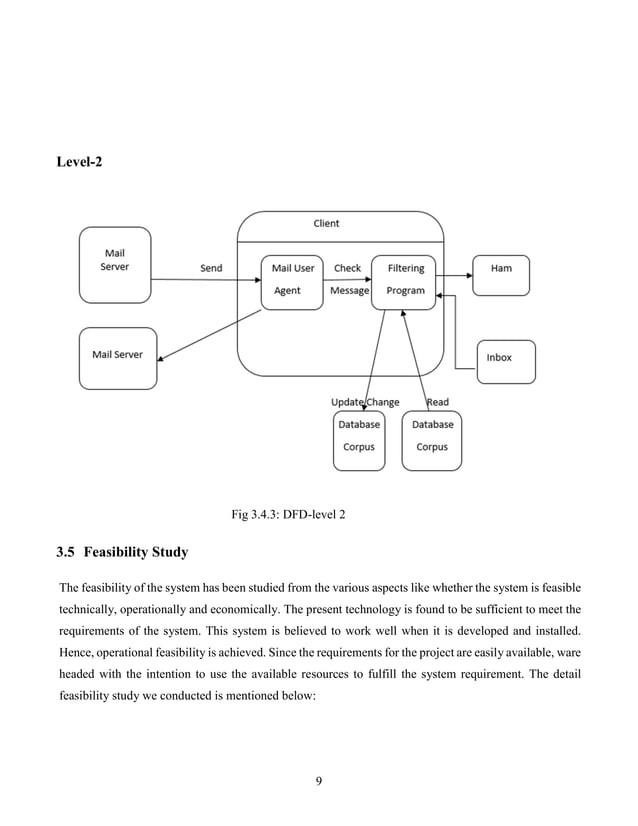 Level-2
Client
Mail
Server
Send
Mail User
Agent
Check
Message
Filtering
Program
Ham
Mail Server
Inbox
Update/Change
Read
Database
Corpus
Database
Corpus
Fig 3.4.3: DFD-level 2
3.5 Feasibility Study
The feasibility of the system has been studied from the various aspects like whether the system is feasible
technically, operationally and economically. The present technology is found to be sufficient to meet the
requirements of the system. This system is believed to work well when it is developed and installed.
Hence, operational feasibility is achieved. Since the requirements for the project are easily available, ware
headed with the intention to use the available resources to fulfill the system requirement. The detail
feasibility study we conducted is mentioned below:
9